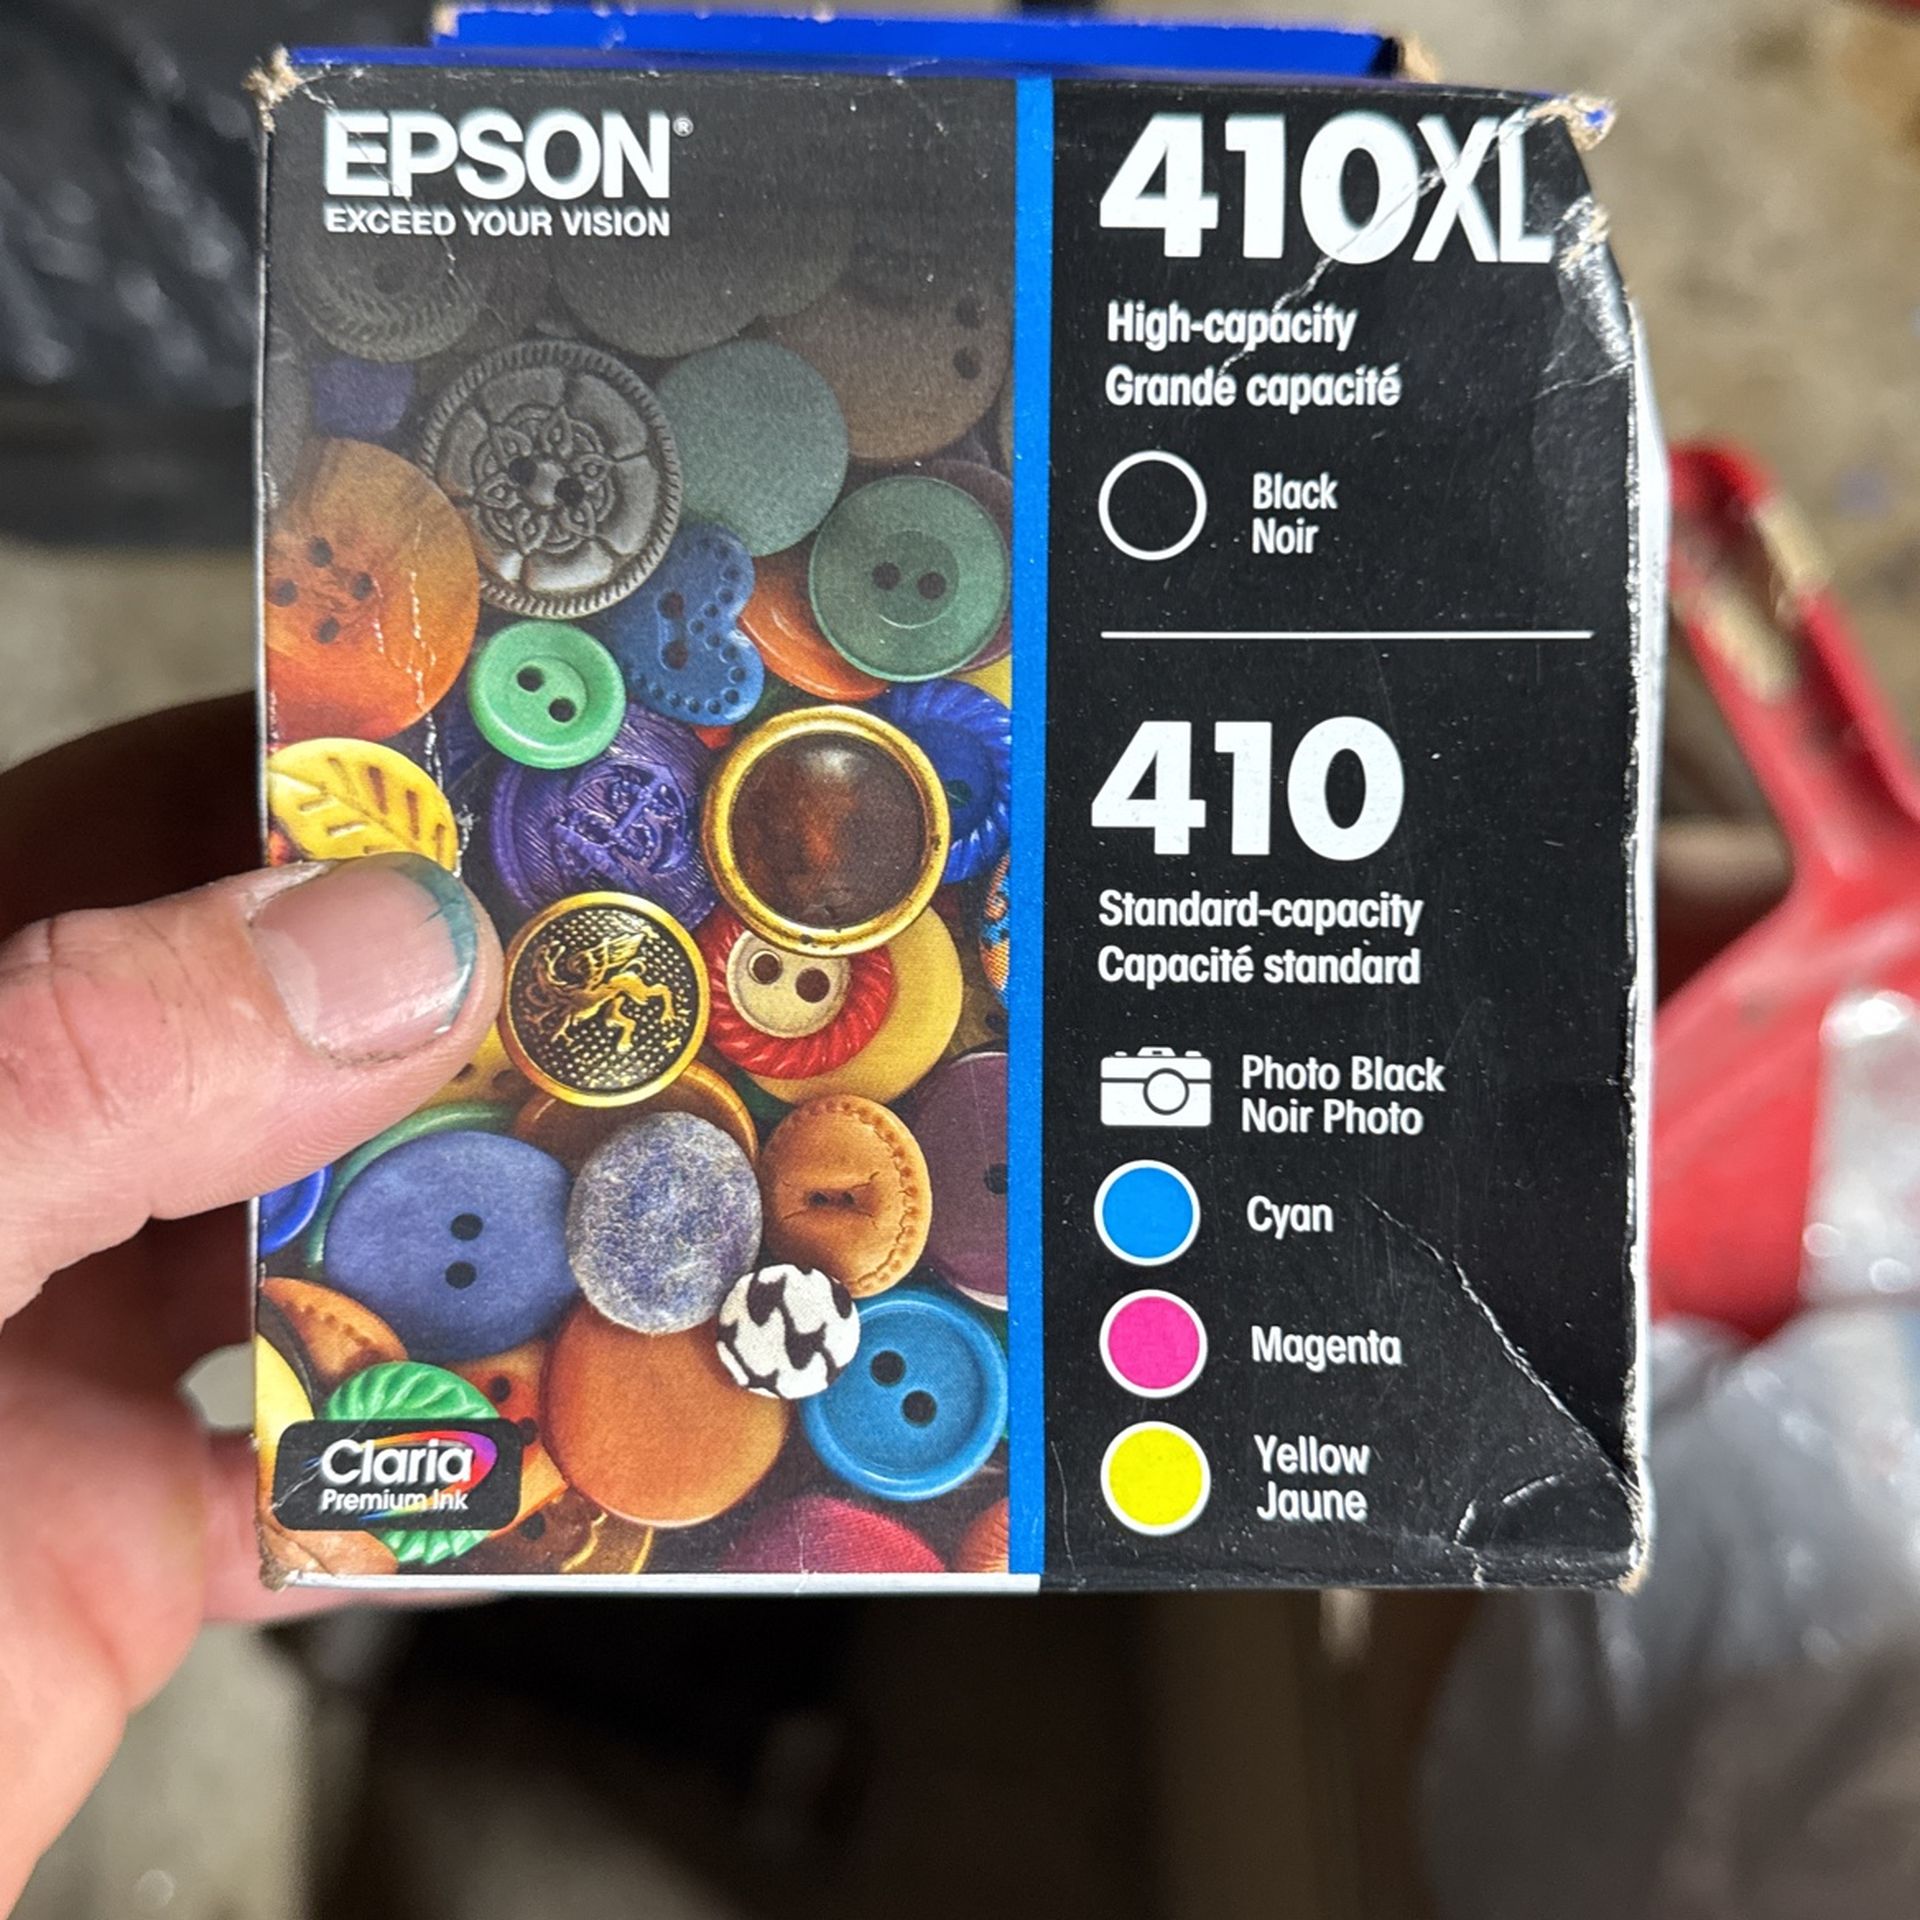 EPSON®
EXCEED YOUR VISION
Claria
Premium Ink
410XL
High-capacity
Grande capacité
Black
Noir
410
Standard-capacity
Capacité standard
Photo Black
Noir Photo
Cyan
Magenta
Yellow
Jaune